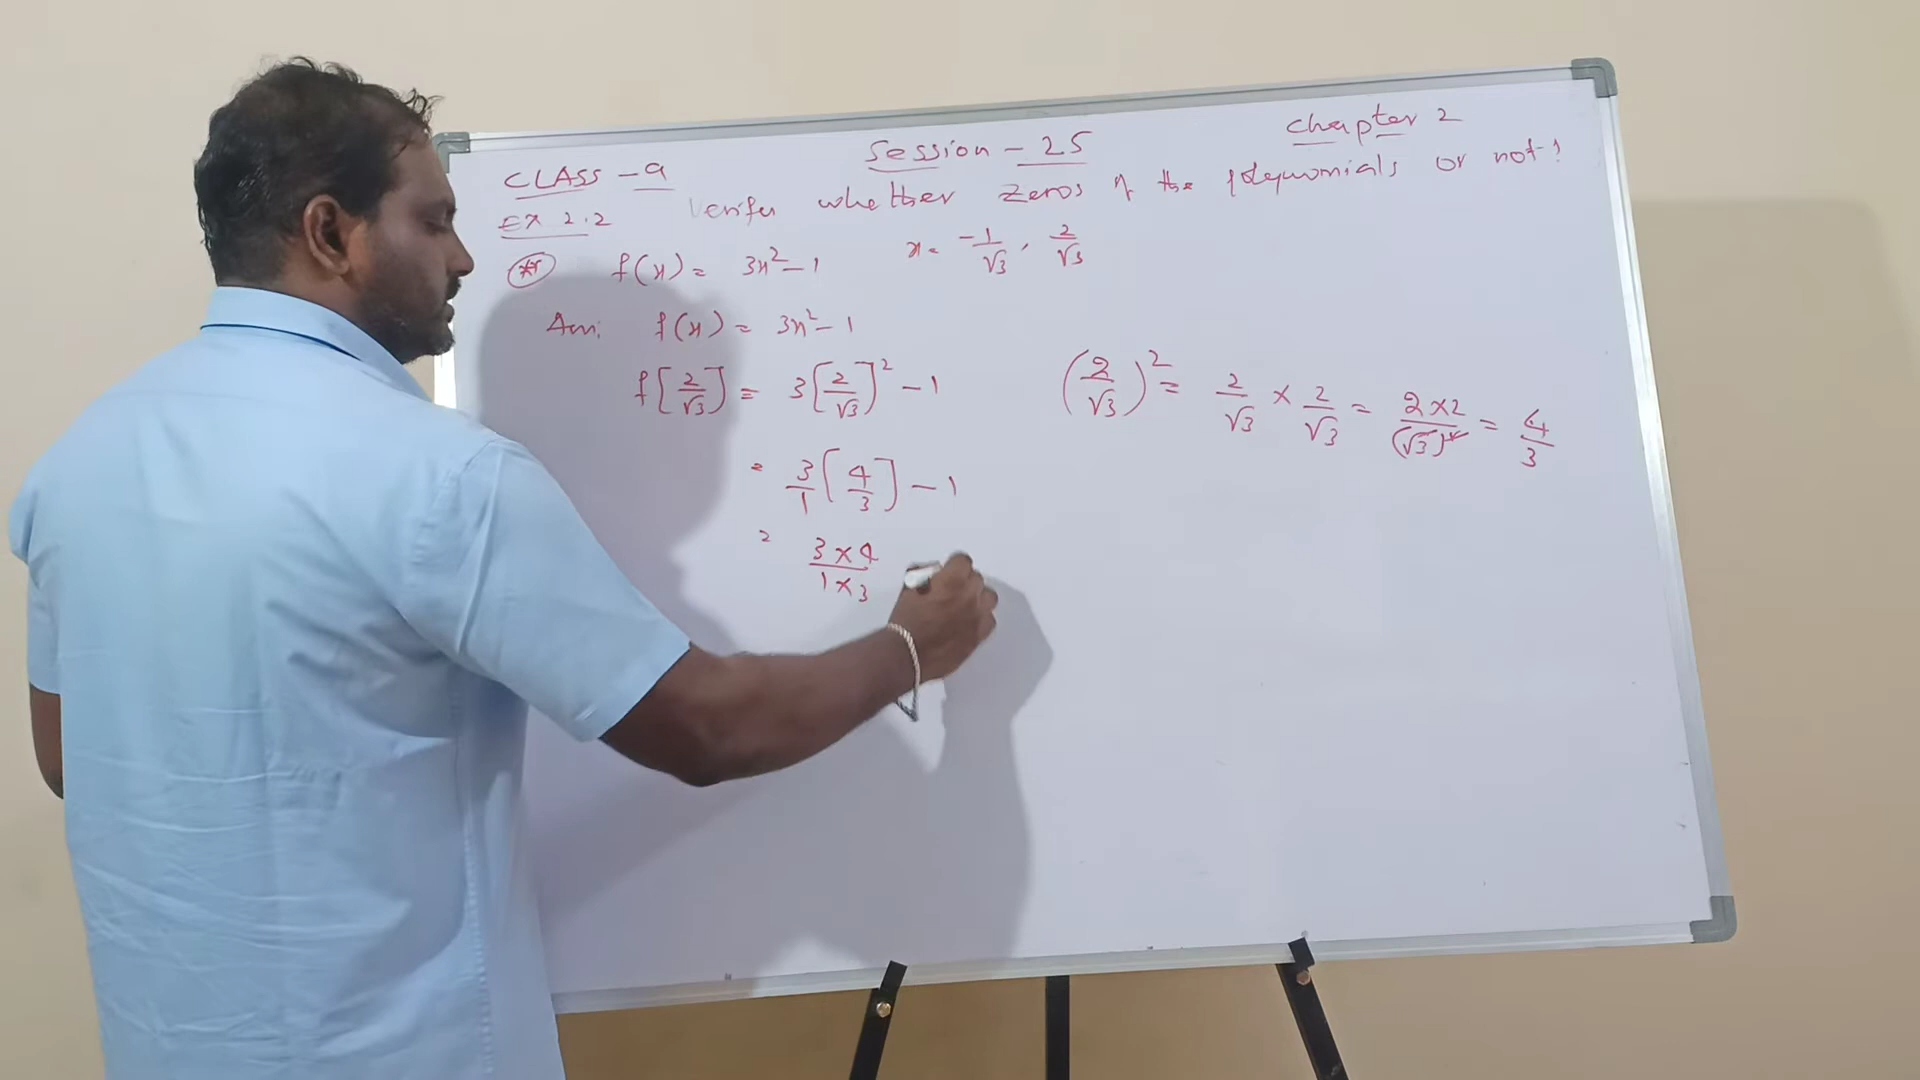 Session - 25
Chapter 2
CLASS - 9
EX 2.2 Verify whether zeros of the polynomials or not?
** f(x) = 3x² - 1 x = -1/√3, 2/√3
Ans: f(x) = 3x² - 1
f[2/√3] = 3[2/√3]² - 1
(2/√3)² = 2/√3 × 2/√3 = 2×2/(√3)² = 4/3
= 3/1 [4/3] - 1
= 3×4/1×3